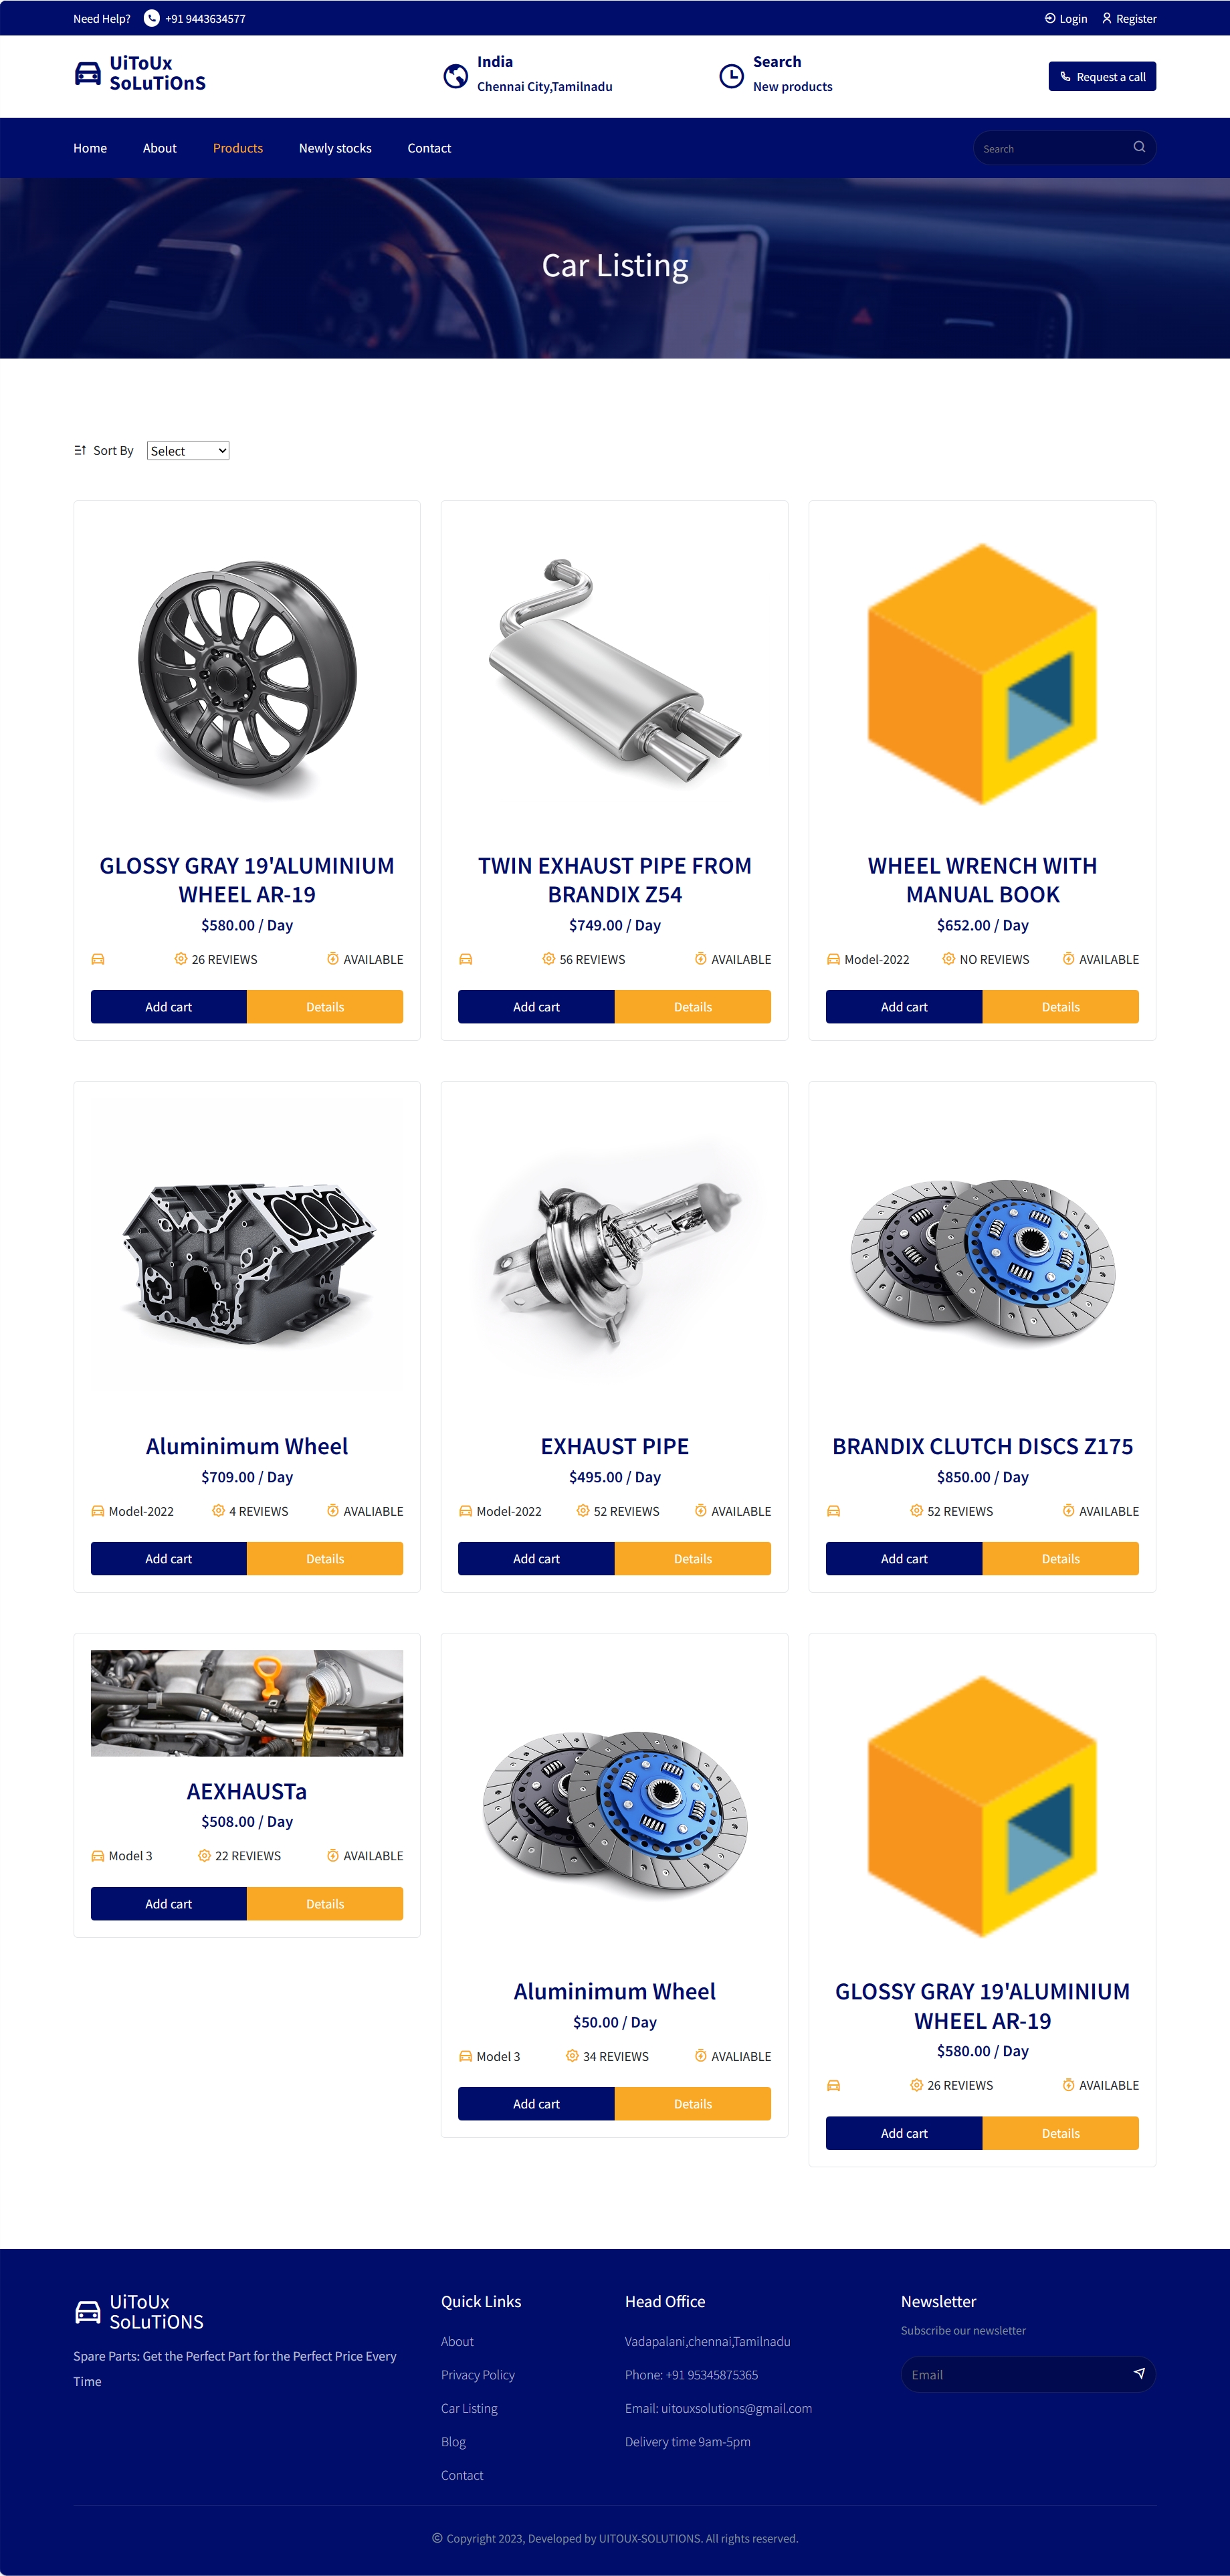 Need Help? +91 9443634577 Login Register
UiToUx
SoLuTiOnS
India
Chennai City,Tamilnadu
Search
New products
Request a call
Home About Products Newly stocks Contact Search
Car Listing
Sort By Select
GLOSSY GRAY 19'ALUMINIUM
WHEEL AR-19
$580.00 / Day
26 REVIEWS AVAILABLE
Add cart Details
TWIN EXHAUST PIPE FROM
BRANDIX Z54
$749.00 / Day
56 REVIEWS AVAILABLE
Add cart Details
WHEEL WRENCH WITH
MANUAL BOOK
$652.00 / Day
Model-2022 NO REVIEWS AVAILABLE
Add cart Details
Aluminimum Wheel
$709.00 / Day
Model-2022 4 REVIEWS AVALIABLE
Add cart Details
EXHAUST PIPE
$495.00 / Day
Model-2022 52 REVIEWS AVAILABLE
Add cart Details
BRANDIX CLUTCH DISCS Z175
$850.00 / Day
52 REVIEWS AVAILABLE
Add cart Details
AEXHAUSTa
$508.00 / Day
Model 3 22 REVIEWS AVAILABLE
Add cart Details
Aluminimum Wheel
$50.00 / Day
Model 3 34 REVIEWS AVALIABLE
Add cart Details
GLOSSY GRAY 19'ALUMINIUM
WHEEL AR-19
$580.00 / Day
26 REVIEWS AVAILABLE
Add cart Details
UiToUx
SoLuTiONS
Spare Parts: Get the Perfect Part for the Perfect Price Every
Time
Quick Links
About
Privacy Policy
Car Listing
Blog
Contact
Head Office
Vadapalani,chennai,Tamilnadu
Phone: +91 95345875365
Email: uitouxsolutions@gmail.com
Delivery time 9am-5pm
Newsletter
Subscribe our newsletter
Email
© Copyright 2023, Developed by UITOUX-SOLUTIONS. All rights reserved.